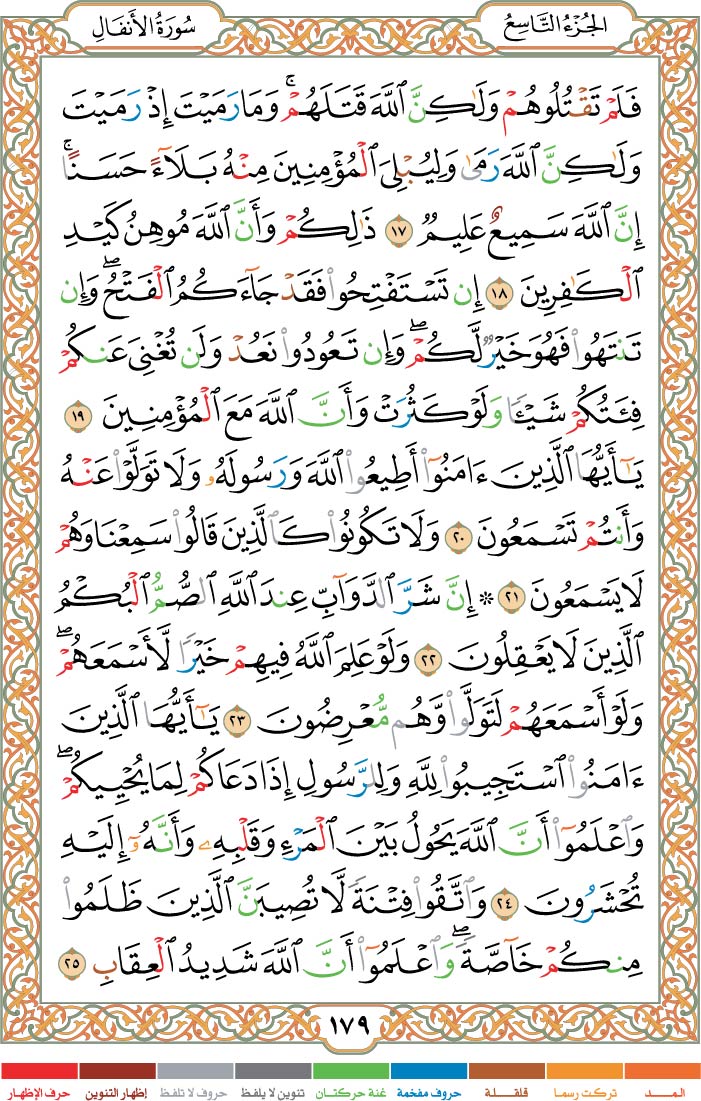 الجُزْءُ التَّاسِعُ
سُورَةُ الأَنفَالِ
فَلَمْ تَقْتُلُوهُمْ وَلَٰكِنَّ ٱللَّهَ قَتَلَهُمْ ۚ وَمَا رَمَيْتَ إِذْ رَمَيْتَ
وَلَٰكِنَّ ٱللَّهَ رَمَىٰ وَلِيُبْلِىَ ٱلْمُؤْمِنِينَ مِنْهُ بَلَآءً حَسَنًا ۚ
إِنَّ ٱللَّهَ سَمِيعٌ عَلِيمٌ ١٧ ذَٰلِكُمْ وَأَنَّ ٱللَّهَ مُوهِنُ كَيْدِ
ٱلْكَٰفِرِينَ ١٨ إِن تَسْتَفْتِحُوا۟ فَقَدْ جَآءَكُمُ ٱلْفَتْحُ ۖ وَإِن
تَنتَهُوا۟ فَهُوَ خَيْرٌ لَّكُمْ ۖ وَإِن تَعُودُوا۟ نَعُدْ وَلَن تُغْنِىَ عَنكُمْ
فِئَتُكُمْ شَيْـًٔا وَلَوْ كَثُرَتْ وَأَنَّ ٱللَّهَ مَعَ ٱلْمُؤْمِنِينَ ١٩
يَٰٓأَيُّهَا ٱلَّذِينَ ءَامَنُوٓا۟ أَطِيعُوا۟ ٱللَّهَ وَرَسُولَهُۥ وَلَا تَوَلَّوْا۟ عَنْهُ
وَأَنتُمْ تَسْمَعُونَ ٢٠ وَلَا تَكُونُوا۟ كَٱلَّذِينَ قَالُوا۟ سَمِعْنَا وَهُمْ
لَا يَسْمَعُونَ ٢١ ۞ إِنَّ شَرَّ ٱلدَّوَآبِّ عِندَ ٱللَّهِ ٱلصُّمُّ ٱلْبُكْمُ
ٱلَّذِينَ لَا يَعْقِلُونَ ٢٢ وَلَوْ عَلِمَ ٱللَّهُ فِيهِمْ خَيْرًا لَّأَسْمَعَهُمْ ۖ
وَلَوْ أَسْمَعَهُمْ لَتَوَلَّوا۟ وَّهُم مُّعْرِضُونَ ٢٣ يَٰٓأَيُّهَا ٱلَّذِينَ
ءَامَنُوا۟ ٱسْتَجِيبُوا۟ لِلَّهِ وَلِلرَّسُولِ إِذَا دَعَاكُمْ لِمَا يُحْيِيكُمْ ۖ
وَٱعْلَمُوٓا۟ أَنَّ ٱللَّهَ يَحُولُ بَيْنَ ٱلْمَرْءِ وَقَلْبِهِۦ وَأَنَّهُۥٓ إِلَيْهِ
تُحْشَرُونَ ٢٤ وَٱتَّقُوا۟ فِتْنَةً لَّا تُصِيبَنَّ ٱلَّذِينَ ظَلَمُوا۟
مِنكُمْ خَآصَّةً ۖ وَٱعْلَمُوٓا۟ أَنَّ ٱللَّهَ شَدِيدُ ٱلْعِقَابِ ٢٥
١٧٩
المـد تركت رسما قلقلة حروف مفخمة غنة حركتان تنوين لا يلفظ حروف لا تلفظ إظهار التنوين حرف الإظهار